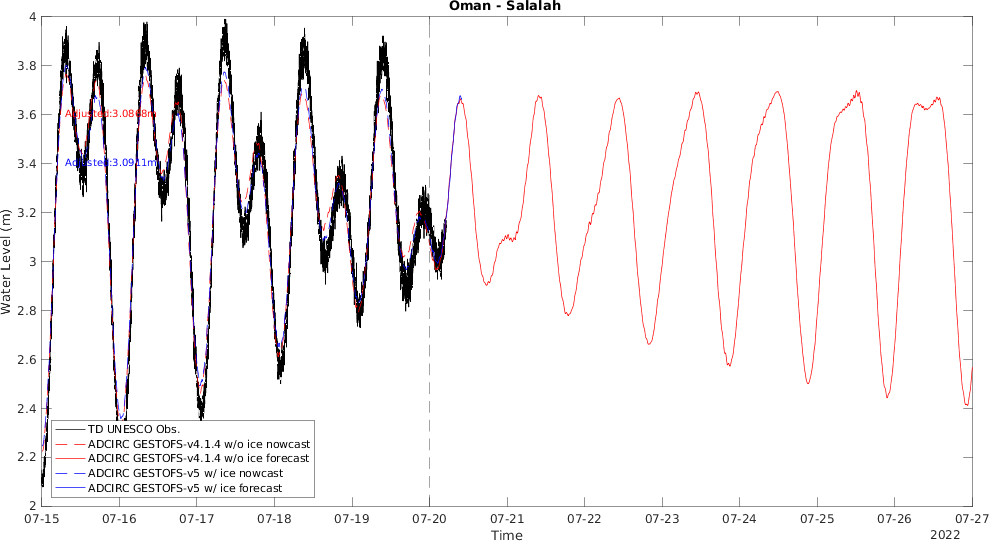 Oman - Salalah
4
3.8
3.6
3.4
3.2
3
2.8
2.6
2.4
2.2
2
Water Level (m)
Adjusted:3.0868m
Adjusted:3.0911m
TD UNESCO Obs.
ADCIRC GESTOFS-v4.1.4 w/o ice nowcast
ADCIRC GESTOFS-v4.1.4 w/o ice forecast
ADCIRC GESTOFS-v5 w/ ice nowcast
ADCIRC GESTOFS-v5 w/ ice forecast
07-15 07-16 07-17 07-18 07-19 07-20 07-21 07-22 07-23 07-24 07-25 07-26 07-27
Time
2022